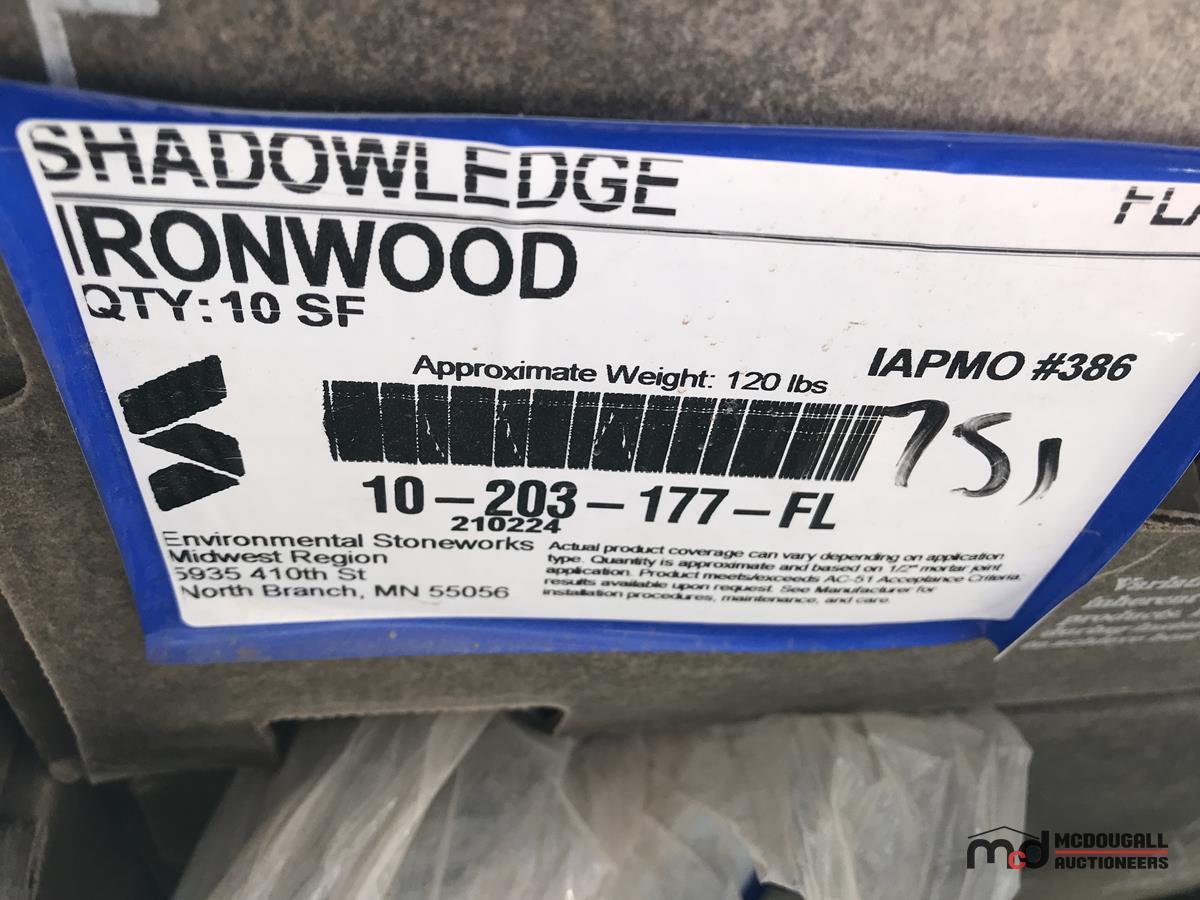 SHADOWLEDGE
IRONWOOD
QTY: 10 SF
Approximate Weight: 120 lbs
IAPMO #386
751
10-203-177-FL
210224
Environmental Stoneworks
Midwest Region
5935 410th St
North Branch, MN 55056
Actual product coverage can vary depending on application
type. Quantity is approximate and based on 1/2" mortar joint
application. Product meets/exceeds AC-51 Acceptance Criteria;
results available upon request. See Manufacturer for
installation procedures, maintenance, and care.
mcd MCDOUGALL
AUCTIONEERS